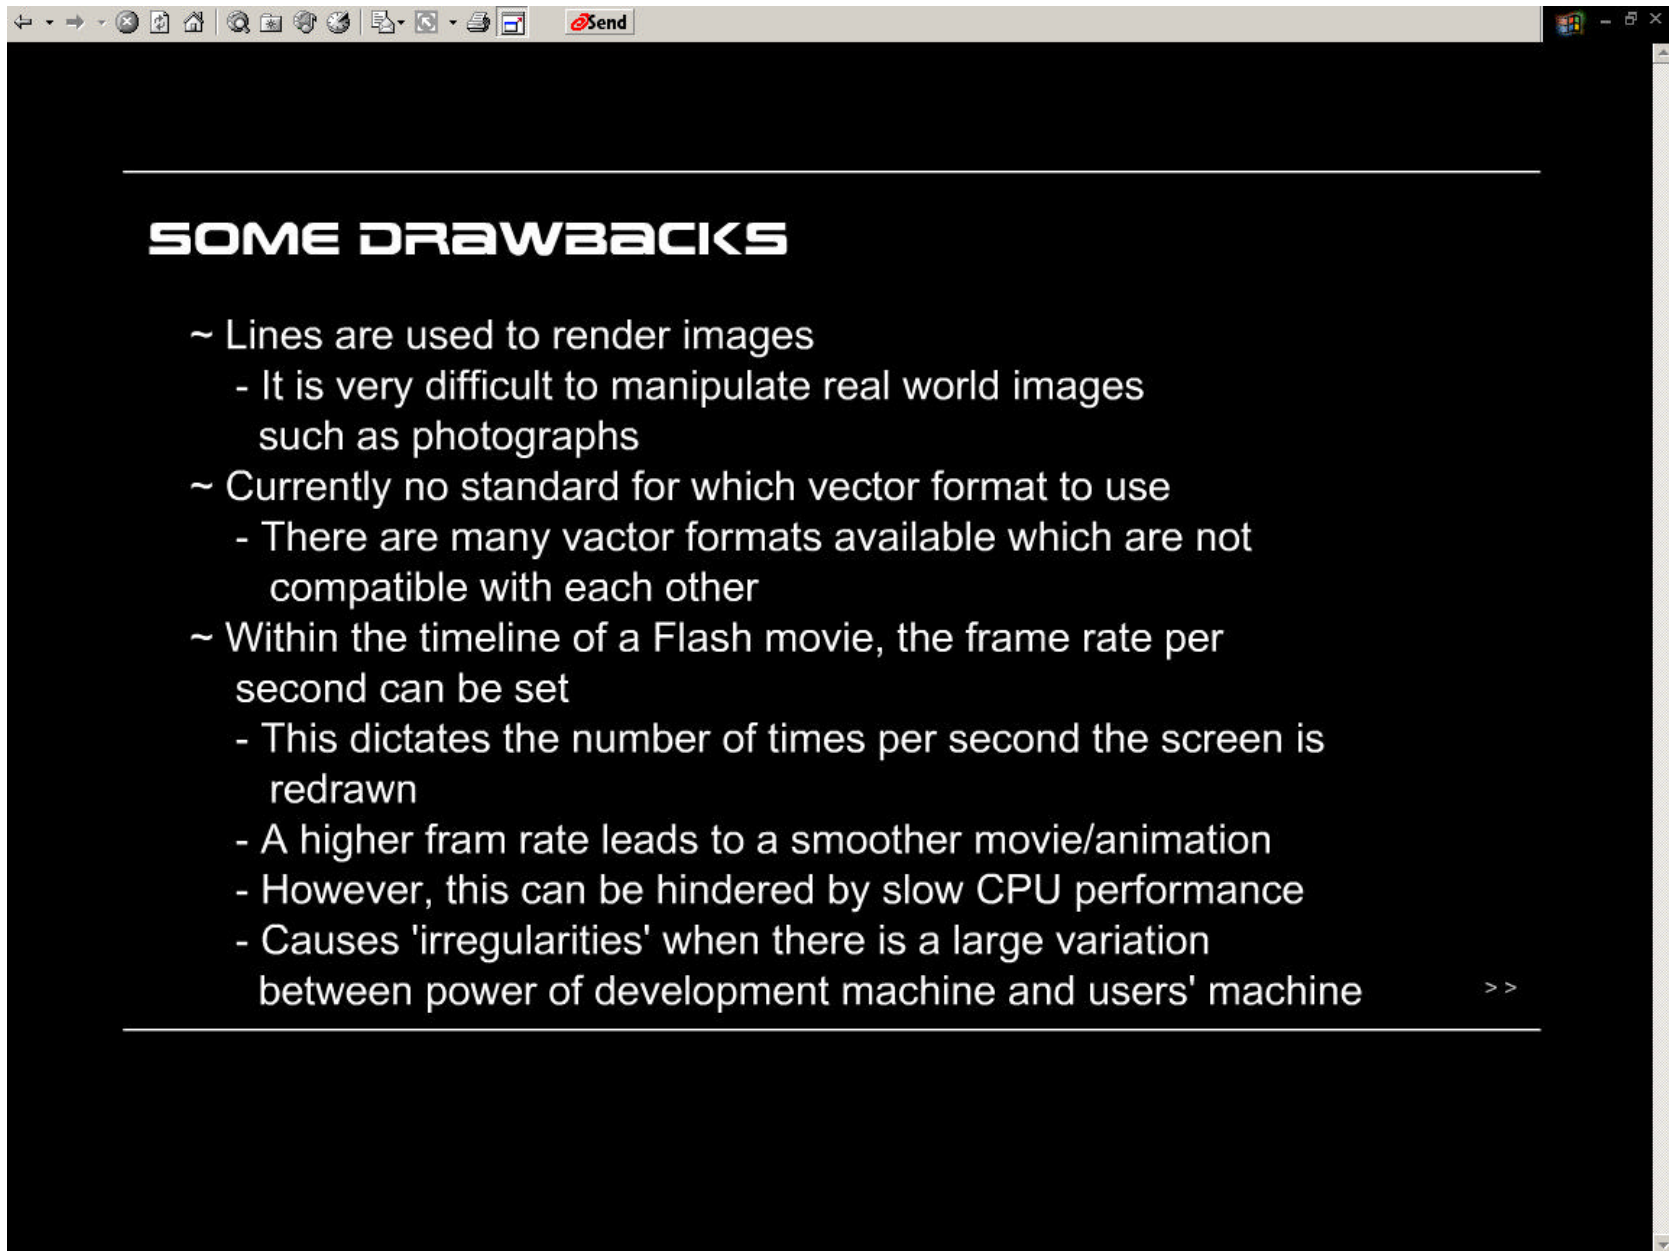 Send
SOME DRAWBACKS
~ Lines are used to render images
- It is very difficult to manipulate real world images
such as photographs
~ Currently no standard for which vector format to use
- There are many vactor formats available which are not
compatible with each other
~ Within the timeline of a Flash movie, the frame rate per
second can be set
- This dictates the number of times per second the screen is
redrawn
- A higher fram rate leads to a smoother movie/animation
- However, this can be hindered by slow CPU performance
- Causes 'irregularities' when there is a large variation
between power of development machine and users' machine
>>